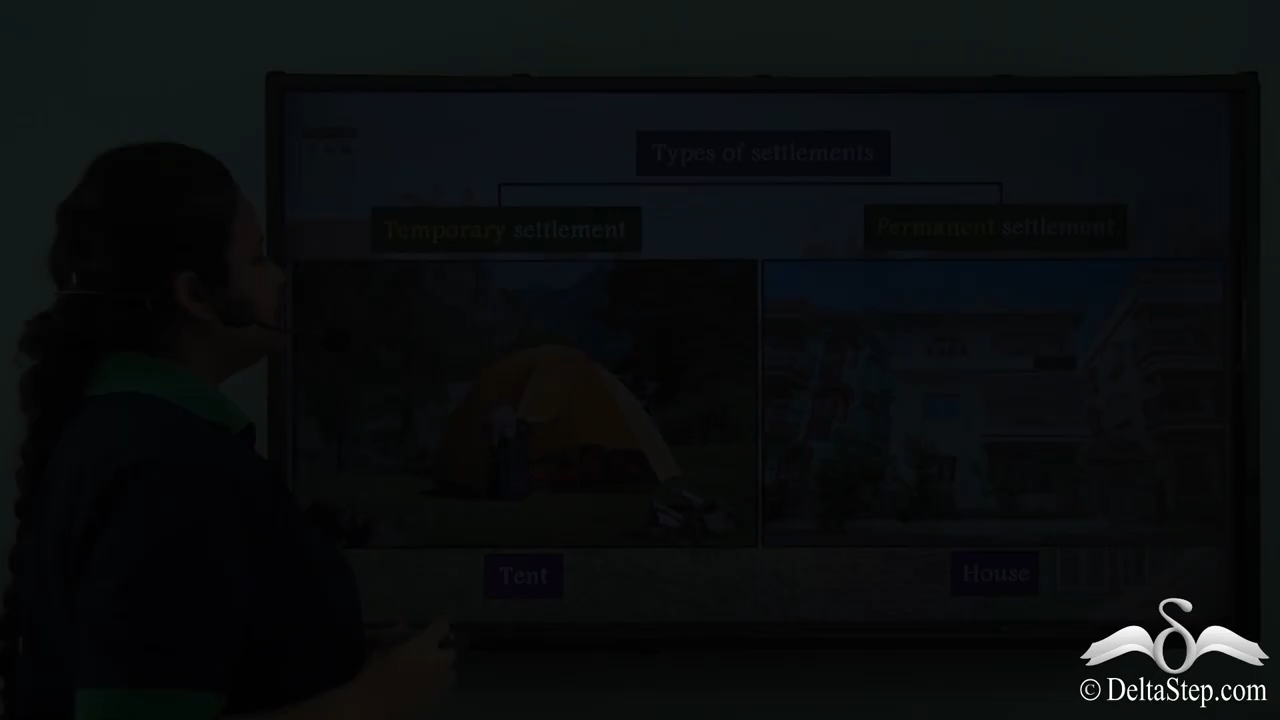 Types of settlements
Temporary settlement
Permanent settlement
Tent
House
© DeltaStep.com